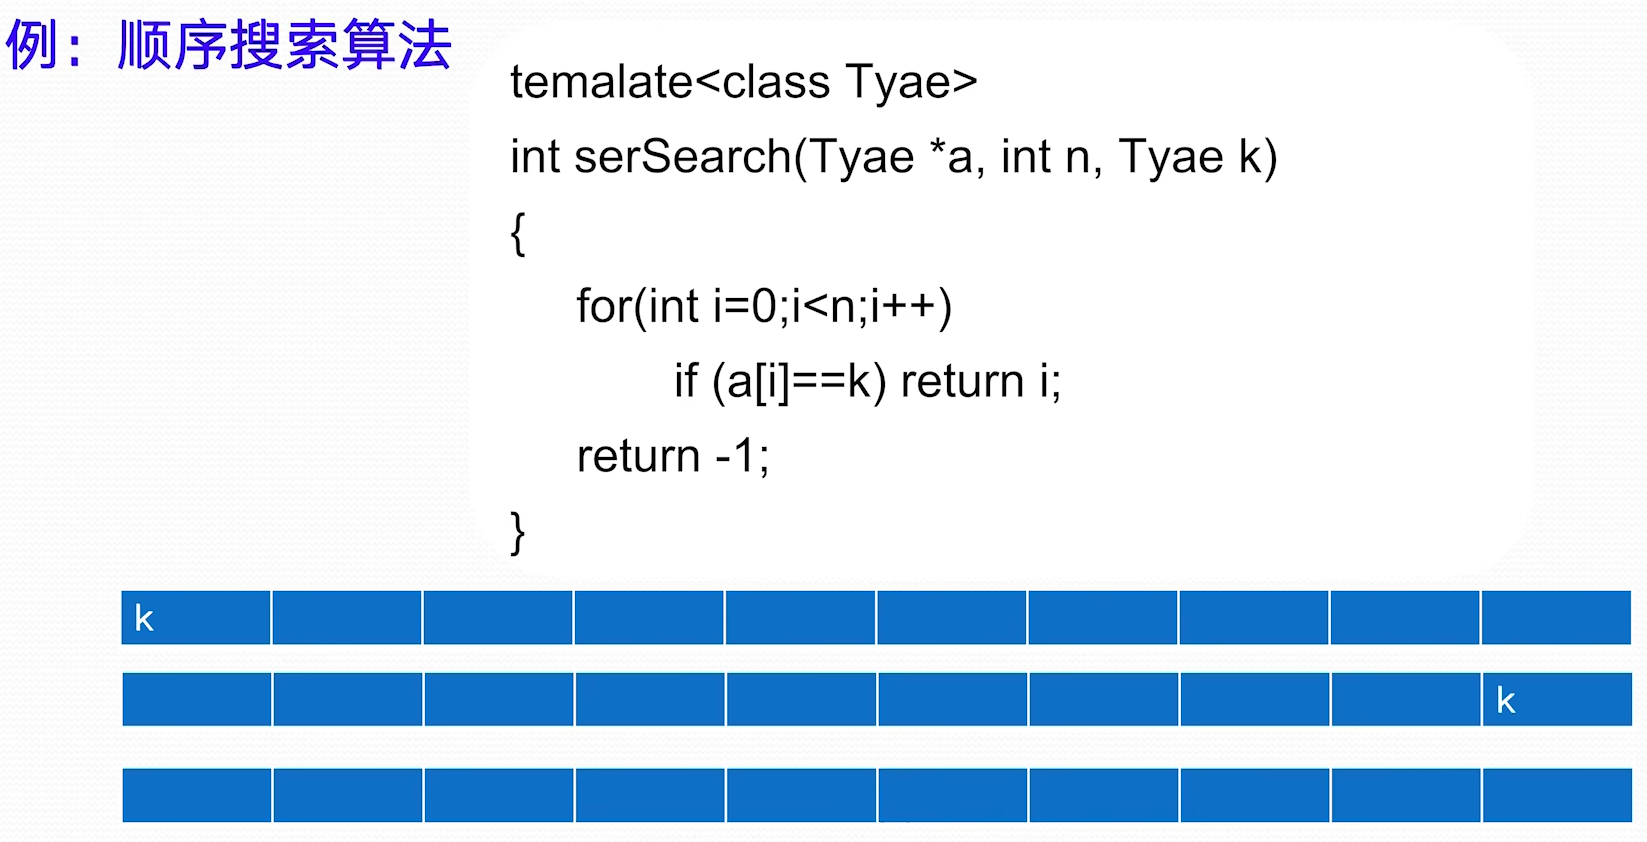 例：顺序搜索算法
temalate<class Tyae>
int serSearch(Tyae *a, int n, Tyae k)
{
for(int i=0;i<n;i++)
if (a[i]==k) return i;
return -1;
}
k
k